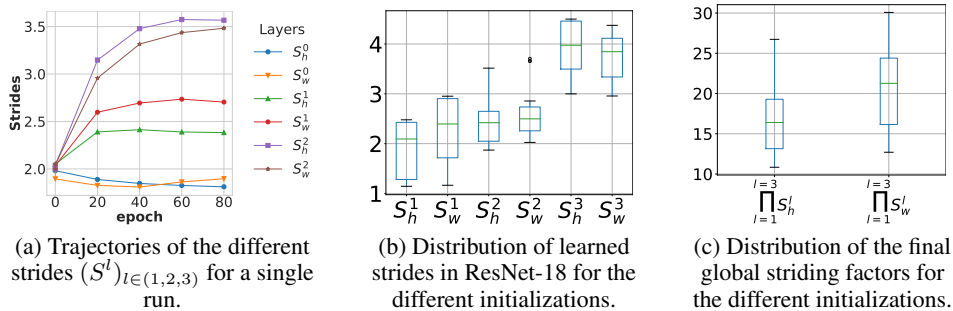 3.5
3.0
2.5
2.0
Strides
0 20 40 60 80
epoch
Layers
S_h^0
S_w^0
S_h^1
S_w^1
S_h^2
S_w^2
(a) Trajectories of the different
strides (S^l)_{l∈(1,2,3)} for a single
run.
4
3
2
1
S_h^1 S_w^1 S_h^2 S_w^2 S_h^3 S_w^3
(b) Distribution of learned
strides in ResNet-18 for the
different initializations.
30
25
20
15
10
∏_{l=1}^{l=3} S_h^l ∏_{l=1}^{l=3} S_w^l
(c) Distribution of the final
global striding factors for
the different initializations.